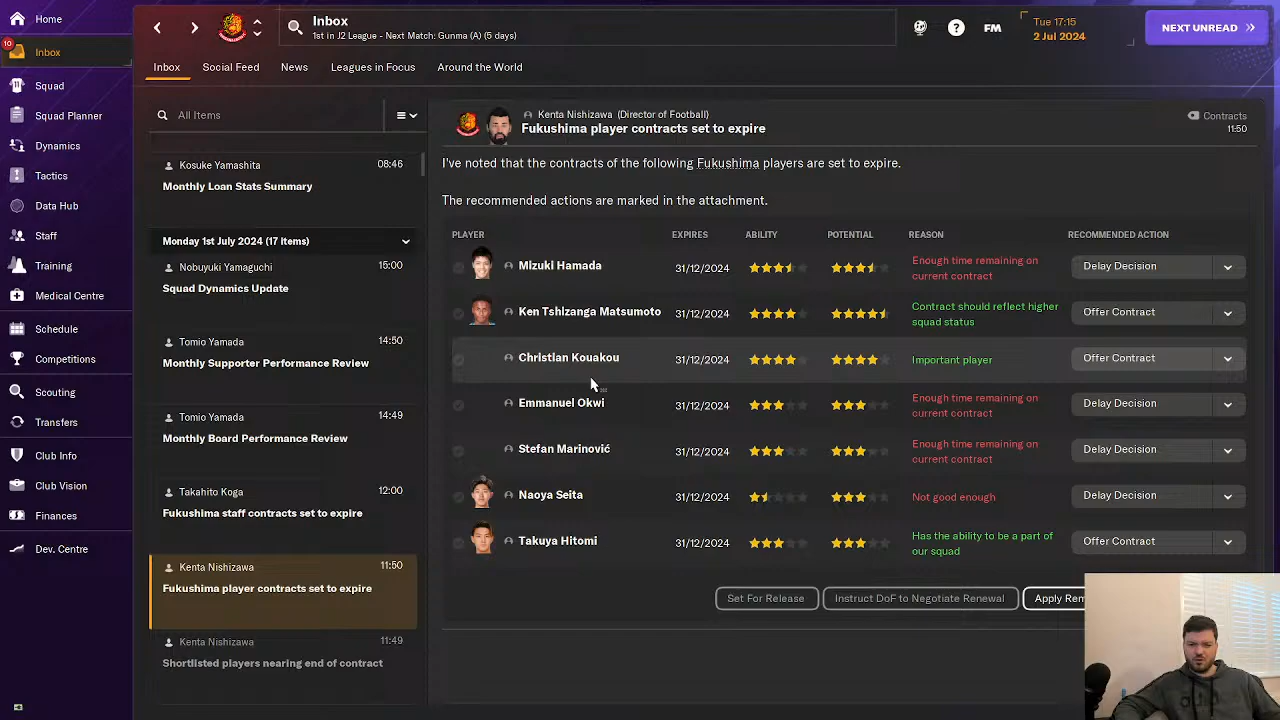 Home
10
Inbox
Squad
Squad Planner
Dynamics
Tactics
Data Hub
Staff
Training
Medical Centre
Schedule
Competitions
Scouting
Transfers
Club Info
Club Vision
Finances
Dev. Centre
Inbox
1st in J2 League - Next Match: Gunma (A) (5 days)
?
FM
Tue 17:15
2 Jul 2024
NEXT UNREAD
Inbox
Social Feed
News
Leagues in Focus
Around the World
All Items
Kosuke Yamashita 08:46
Monthly Loan Stats Summary
Monday 1st July 2024 (17 items)
Nobuyuki Yamaguchi 15:00
Squad Dynamics Update
Tomio Yamada 14:50
Monthly Supporter Performance Review
Tomio Yamada 14:49
Monthly Board Performance Review
Takahito Koga 12:00
Fukushima staff contracts set to expire
Kenta Nishizawa 11:50
Fukushima player contracts set to expire
Kenta Nishizawa 11:49
Shortlisted players nearing end of contract
Kenta Nishizawa (Director of Football)
Fukushima player contracts set to expire
Contracts
11:50
I've noted that the contracts of the following Fukushima players are set to expire.
The recommended actions are marked in the attachment.
PLAYER EXPIRES ABILITY POTENTIAL REASON RECOMMENDED ACTION
Mizuki Hamada 31/12/2024 Enough time remaining on
current contract
Delay Decision
Ken Tshizanga Matsumoto 31/12/2024 Contract should reflect higher
squad status
Offer Contract
Christian Kouakou 31/12/2024 Important player Offer Contract
Emmanuel Okwi 31/12/2024 Enough time remaining on
current contract
Delay Decision
Stefan Marinović 31/12/2024 Enough time remaining on
current contract
Delay Decision
Naoya Seita 31/12/2024 Not good enough Delay Decision
Takuya Hitomi 31/12/2024 Has the ability to be a part of
our squad
Offer Contract
Set For Release
Instruct DoF to Negotiate Renewal
Apply